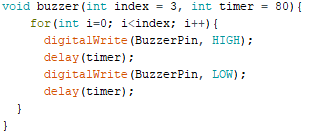 void buzzer(int index = 3, int timer = 80){
  for(int i=0; i<index; i++){
    digitalWrite(BuzzerPin, HIGH);
    delay(timer);
    digitalWrite(BuzzerPin, LOW);
    delay(timer);
  }
}